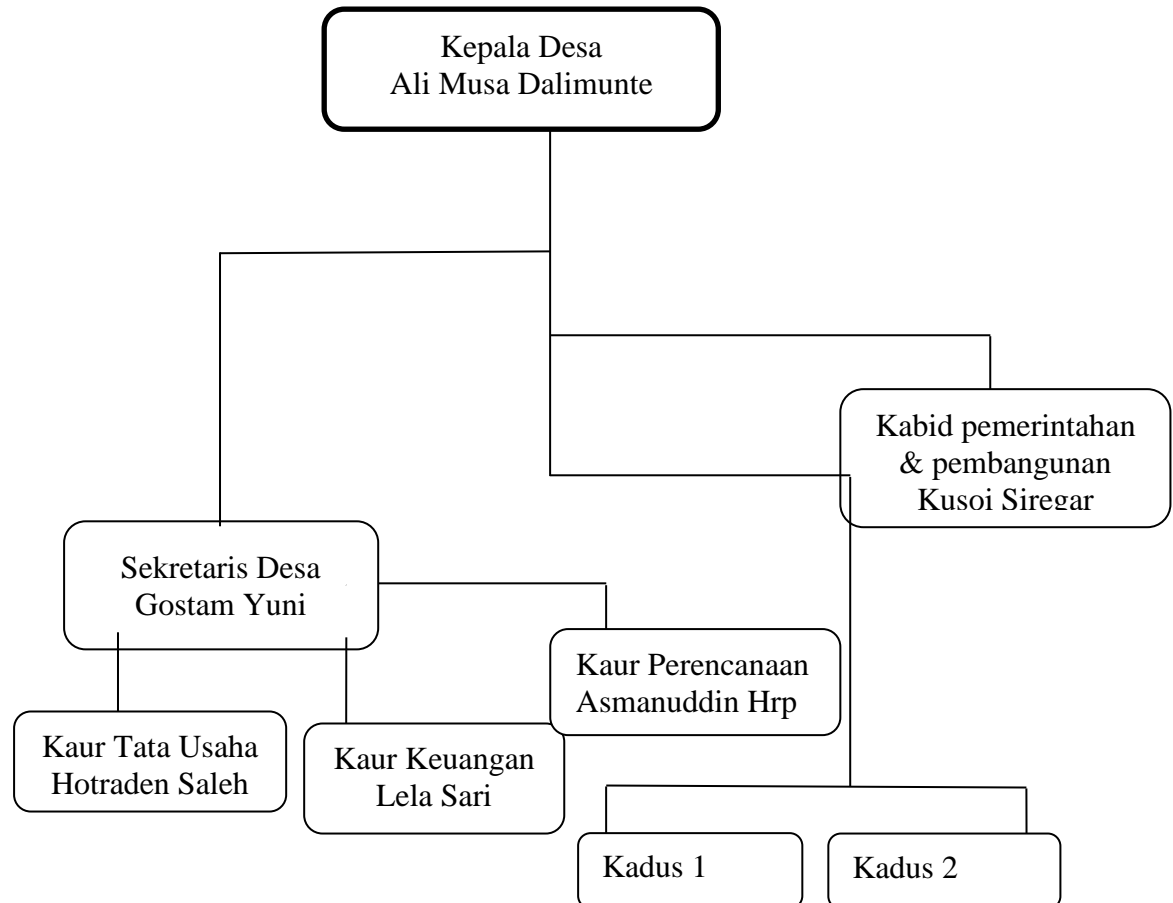 Kepala Desa
Ali Musa Dalimunte
Kabid pemerintahan
& pembangunan
Kusoi Siregar
Sekretaris Desa
Gostam Yuni
Kaur Perencanaan
Asmanuddin Hrp
Kaur Tata Usaha
Hotraden Saleh
Kaur Keuangan
Lela Sari
Kadus 1
Kadus 2